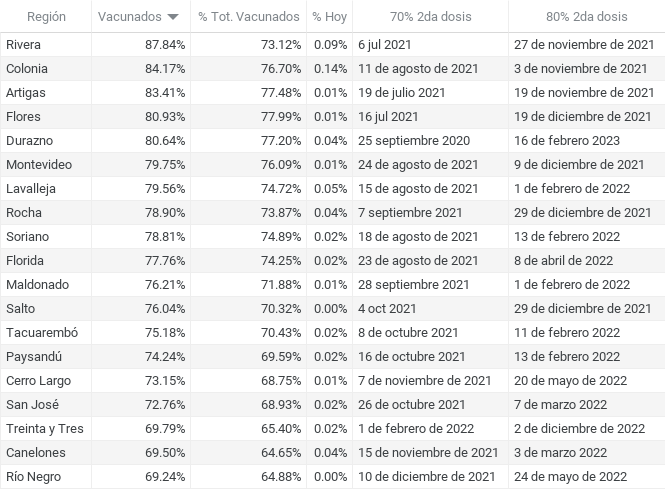 Región Vacunados % Tot. Vacunados % Hoy 70% 2da dosis 80% 2da dosis
Rivera 87.84% 73.12% 0.09% 6 jul 2021 27 de noviembre de 2021
Colonia 84.17% 76.70% 0.14% 11 de agosto de 2021 3 de noviembre de 2021
Artigas 83.41% 77.48% 0.01% 19 de julio 2021 19 de noviembre de 2021
Flores 80.93% 77.99% 0.01% 16 jul 2021 19 de diciembre de 2021
Durazno 80.64% 77.20% 0.04% 25 septiembre 2020 16 de febrero 2023
Montevideo 79.75% 76.09% 0.01% 24 de agosto de 2021 9 de diciembre de 2021
Lavalleja 79.56% 74.72% 0.05% 15 de agosto de 2021 1 de febrero de 2022
Rocha 78.90% 73.87% 0.04% 7 septiembre 2021 29 de diciembre de 2021
Soriano 78.81% 74.89% 0.02% 18 de agosto de 2021 13 de febrero 2022
Florida 77.76% 74.25% 0.02% 23 de agosto de 2021 8 de abril de 2022
Maldonado 76.21% 71.88% 0.01% 28 septiembre 2021 1 de febrero de 2022
Salto 76.04% 70.32% 0.00% 4 oct 2021 29 de diciembre de 2021
Tacuarembó 75.18% 70.43% 0.02% 8 de octubre de 2021 11 de febrero 2022
Paysandú 74.24% 69.59% 0.02% 16 de octubre 2021 13 de febrero 2022
Cerro Largo 73.15% 68.75% 0.01% 7 de noviembre de 2021 20 de mayo de 2022
San José 72.76% 68.93% 0.02% 26 de octubre 2021 7 de marzo 2022
Treinta y Tres 69.79% 65.40% 0.02% 1 de febrero de 2022 2 de diciembre de 2022
Canelones 69.50% 64.65% 0.04% 15 de noviembre de 2021 3 de marzo 2022
Río Negro 69.24% 64.88% 0.00% 10 de diciembre de 2021 24 de mayo de 2022